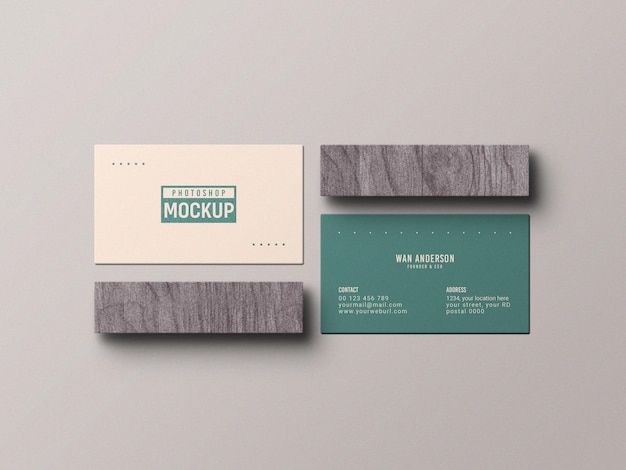 PHOTOSHOP
MOCKUP
WAN ANDERSON
FOUNDER & CEO
CONTACT
00 123 456 789
yourmail@mail.com
www.yourweburl.com
ADDRESS
1234, your location here
your street, your RD
postal 0000